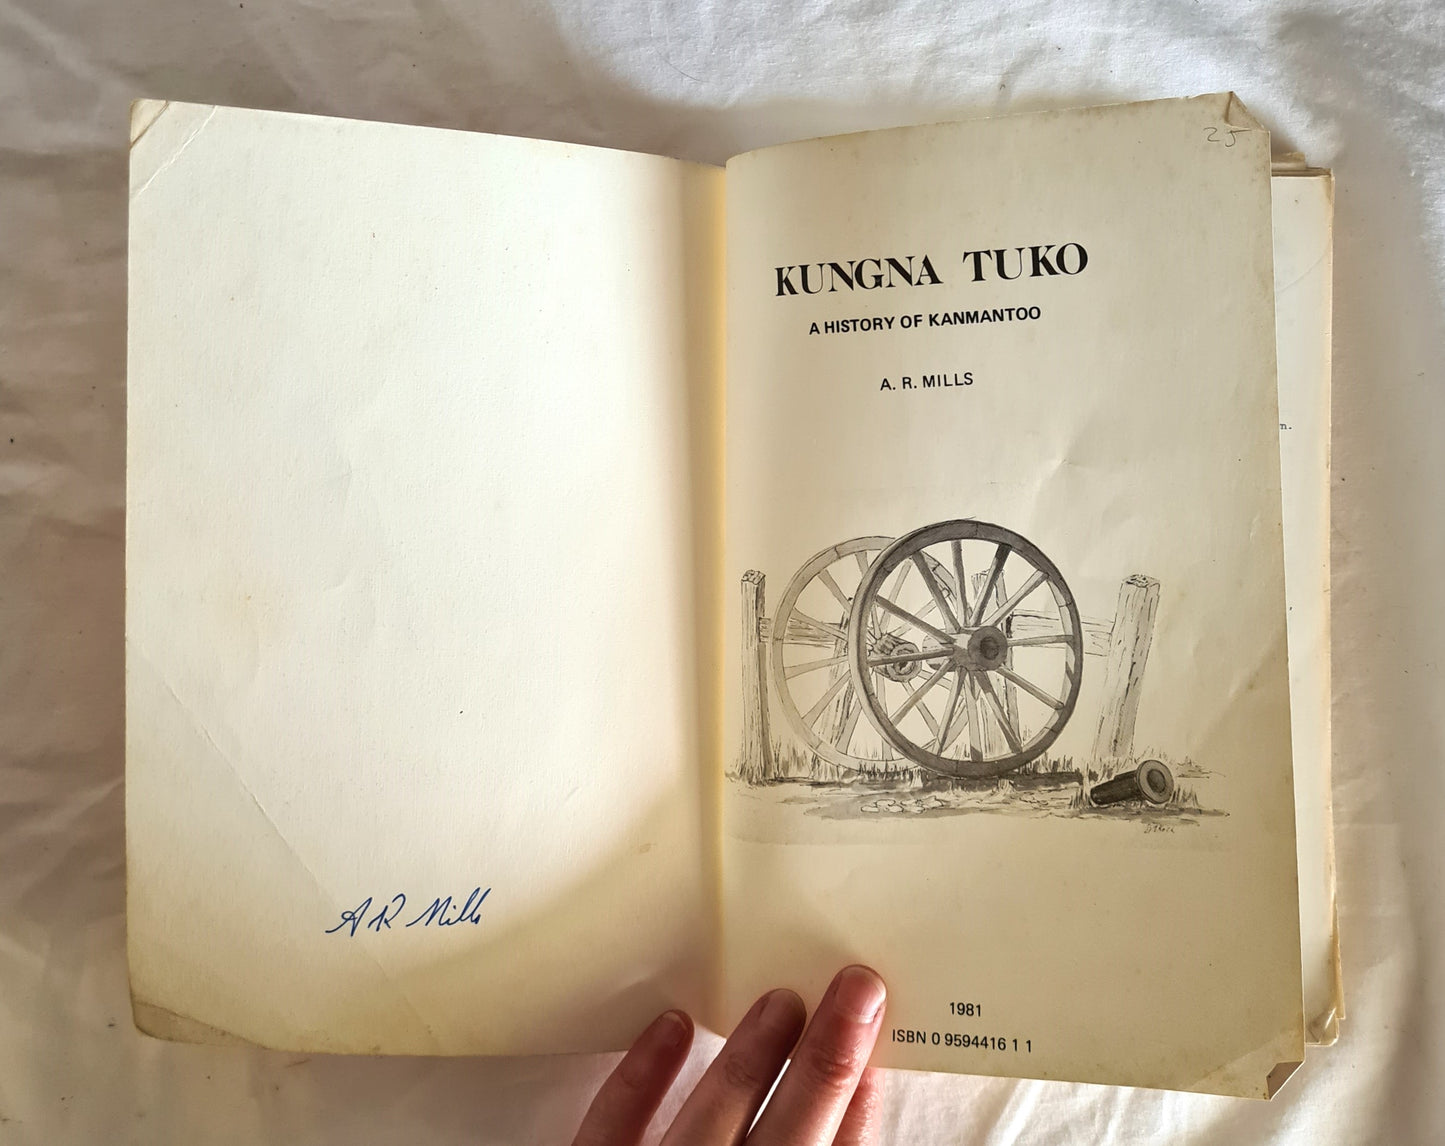 A R Mills
25
KUNGNA TUKO
A HISTORY OF KANMANTOO
A. R. MILLS
1981
ISBN 0 9594416 1 1